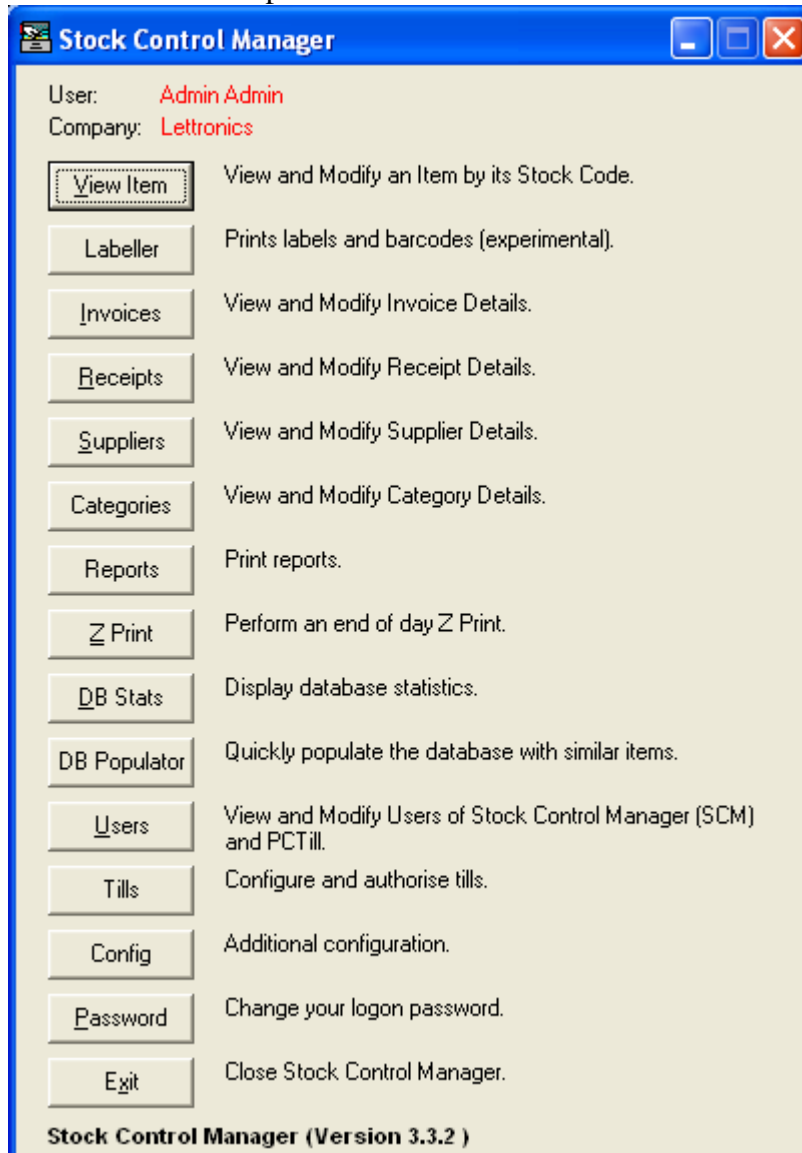 Stock Control Manager
User: Admin Admin
Company: Lettronics
View Item View and Modify an Item by its Stock Code.
Labeller Prints labels and barcodes (experimental).
Invoices View and Modify Invoice Details.
Receipts View and Modify Receipt Details.
Suppliers View and Modify Supplier Details.
Categories View and Modify Category Details.
Reports Print reports.
Z Print Perform an end of day Z Print.
DB Stats Display database statistics.
DB Populator Quickly populate the database with similar items.
Users View and Modify Users of Stock Control Manager (SCM)
and PCTill.
Tills Configure and authorise tills.
Config Additional configuration.
Password Change your logon password.
Exit Close Stock Control Manager.
Stock Control Manager (Version 3.3.2 )